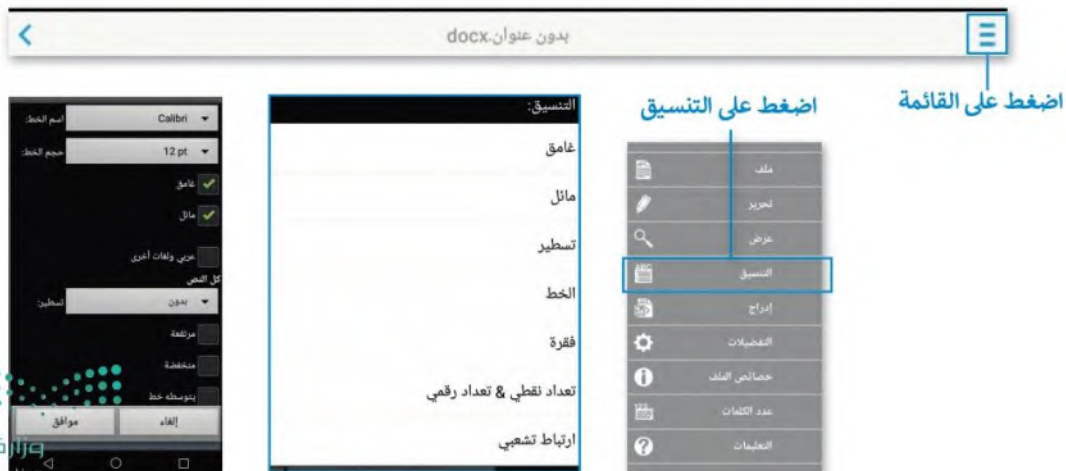 بدون عنوان.docx
اضغط على القائمة
اضغط على التنسيق
ملف
تحرير
عرض
التنسيق
إدراج
التفضيلات
خصائص الملف
عدد الكلمات
التعليمات
التنسيق:
غامق
مائل
تسطير
الخط
فقرة
تعداد نقطي & تعداد رقمي
ارتباط تشعبي
اسم الخط: Calibri
حجم الخط: 12 pt
غامق
مائل
عربي ولغات أخرى
كل النص
تسطير: بدون
مرتفعة
منخفضة
يتوسطه خط
إلغاء موافق